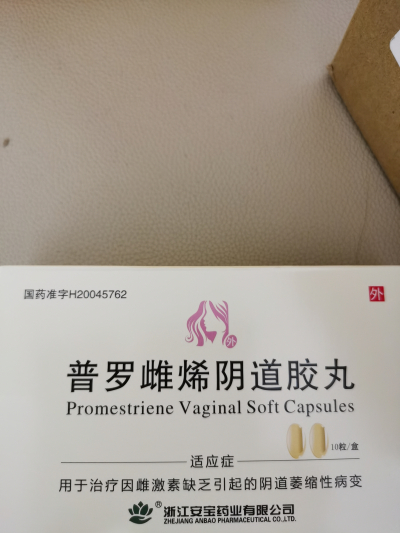 国药准字H20045762
外
外
普罗雌烯阴道胶丸
Promestriene Vaginal Soft Capsules
10粒/盒
适应症
用于治疗因雌激素缺乏引起的阴道萎缩性病变
® 浙江安宝药业有限公司
ZHEJIANG ANBAO PHARMACEUTICAL CO.,LTD.